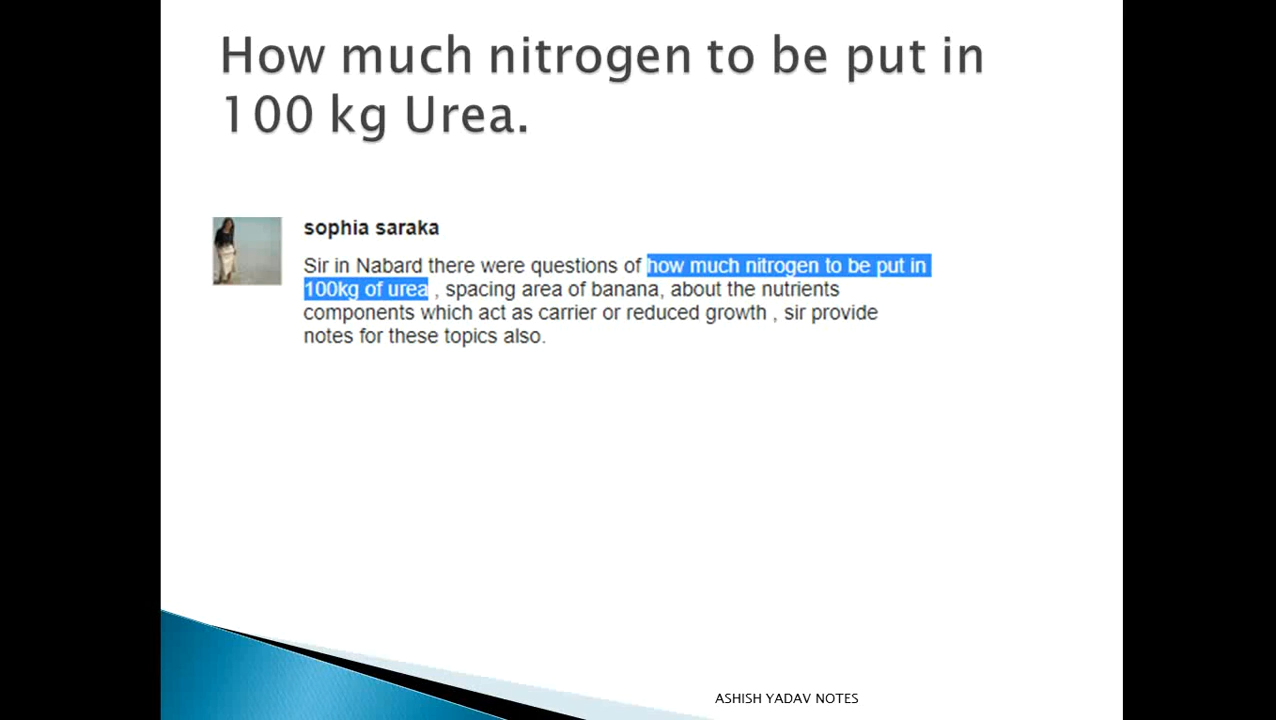 How much nitrogen to be put in
100 kg Urea.
sophia saraka
Sir in Nabard there were questions of how much nitrogen to be put in
100kg of urea , spacing area of banana, about the nutrients
components which act as carrier or reduced growth , sir provide
notes for these topics also.
ASHISH YADAV NOTES